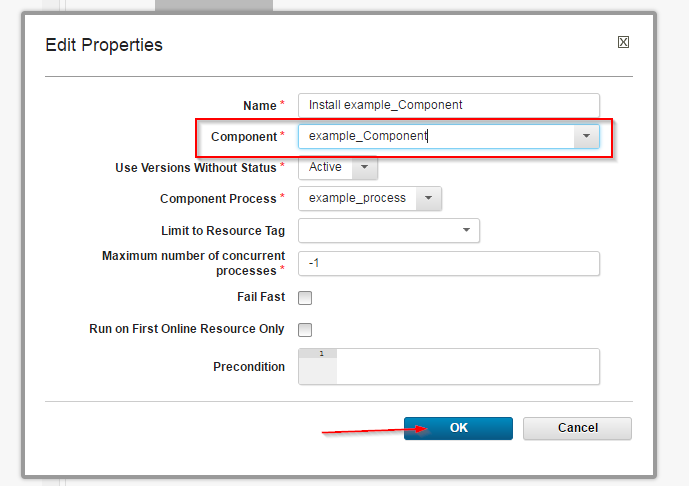 Edit Properties
Name * Install example_Component
Component * example_Component
Use Versions Without Status * Active
Component Process * example_process
Limit to Resource Tag
Maximum number of concurrent
processes * -1
Fail Fast
Run on First Online Resource Only
Precondition 1
OK Cancel